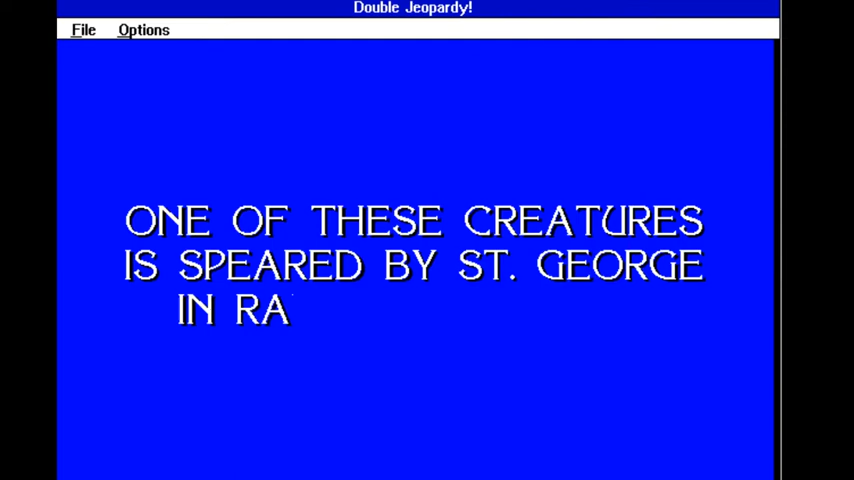 Double Jeopardy!
File Options
ONE OF THESE CREATURES
IS SPEARED BY ST. GEORGE
IN RA